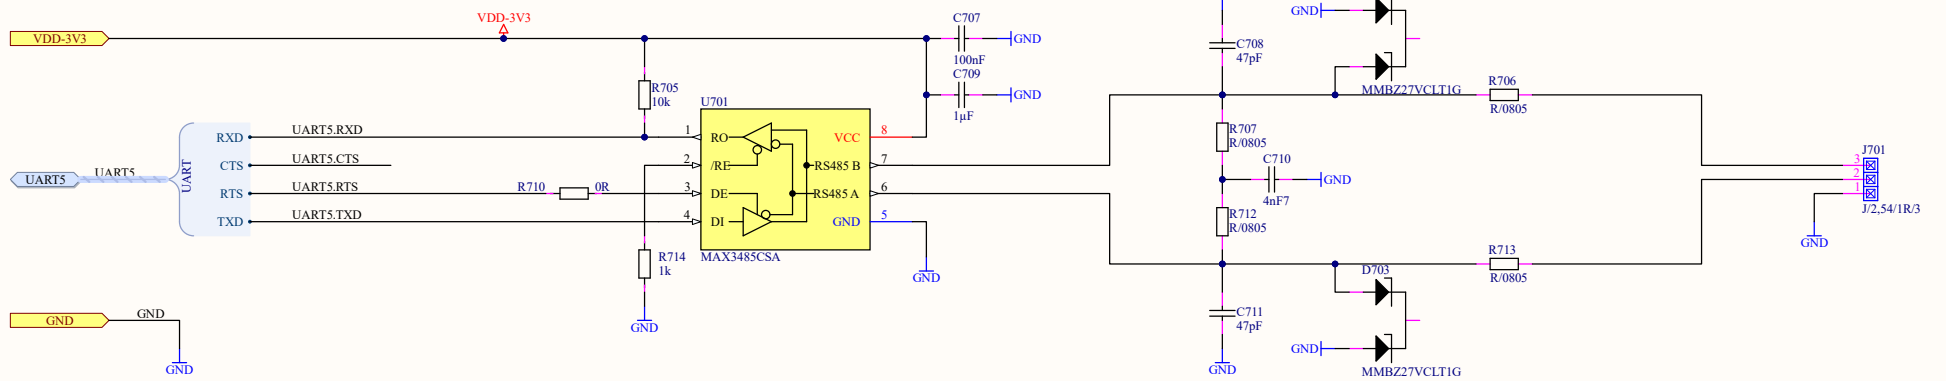 VDD-3V3
VDD-3V3
C707
GND
100nF
C709
GND
1µF
R705
10k
U701
RXD
CTS
RTS
TXD
UART
UART5
UART5
UART5.RXD
UART5.CTS
UART5.RTS
UART5.TXD
R710
0R
1
2
3
4
RO
/RE
DE
DI
VCC
RS485 B
RS485 A
GND
8
7
6
5
MAX3485CSA
R714
1k
GND
GND
GND
GND
GND
GND
C708
47pF
MMBZ27VCLT1G
R706
R/0805
R707
R/0805
C710
GND
4nF7
R712
R/0805
R713
R/0805
D703
C711
47pF
GND
GND
MMBZ27VCLT1G
J701
3
2
1
J/2,54/1R/3
GND